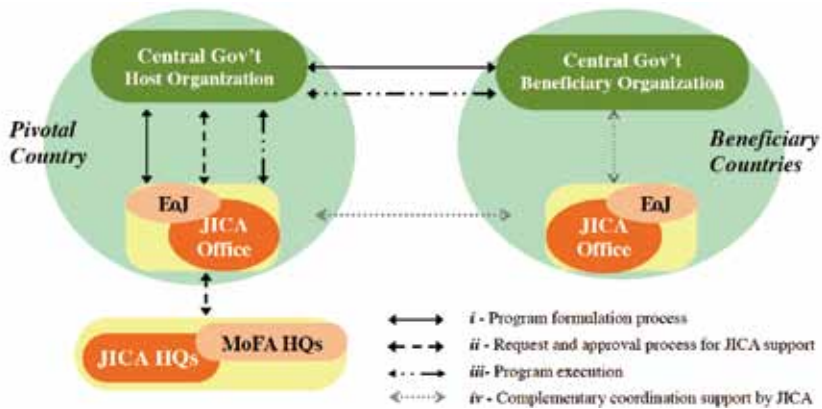 Central Gov't
Host Organization
Central Gov't
Beneficiary Organization
Pivotal
Country
Beneficiary
Countries
EoJ
JICA
Office
EoJ
JICA
Office
JICA HQs
MoFA HQs
i - Program formulation process
ii - Request and approval process for JICA support
iii- Program execution
iv - Complementary coordination support by JICA